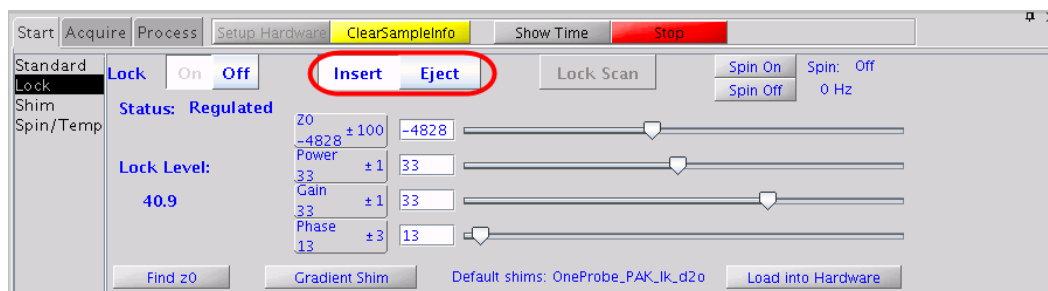 Start Acquire Process Setup Hardware ClearSampleInfo Show Time Stop
Standard
Lock
Shim
Spin/Temp
Lock On Off Insert Eject Lock Scan Spin On Spin: Off
Spin Off 0 Hz
Status: Regulated
Z0 ±100 -4828
-4828
Power ±1 33
33
Lock Level:
40.9
Gain ±1 33
33
Phase ±3 13
13
Find z0 Gradient Shim Default shims: OneProbe_PAK_lk_d2o Load into Hardware